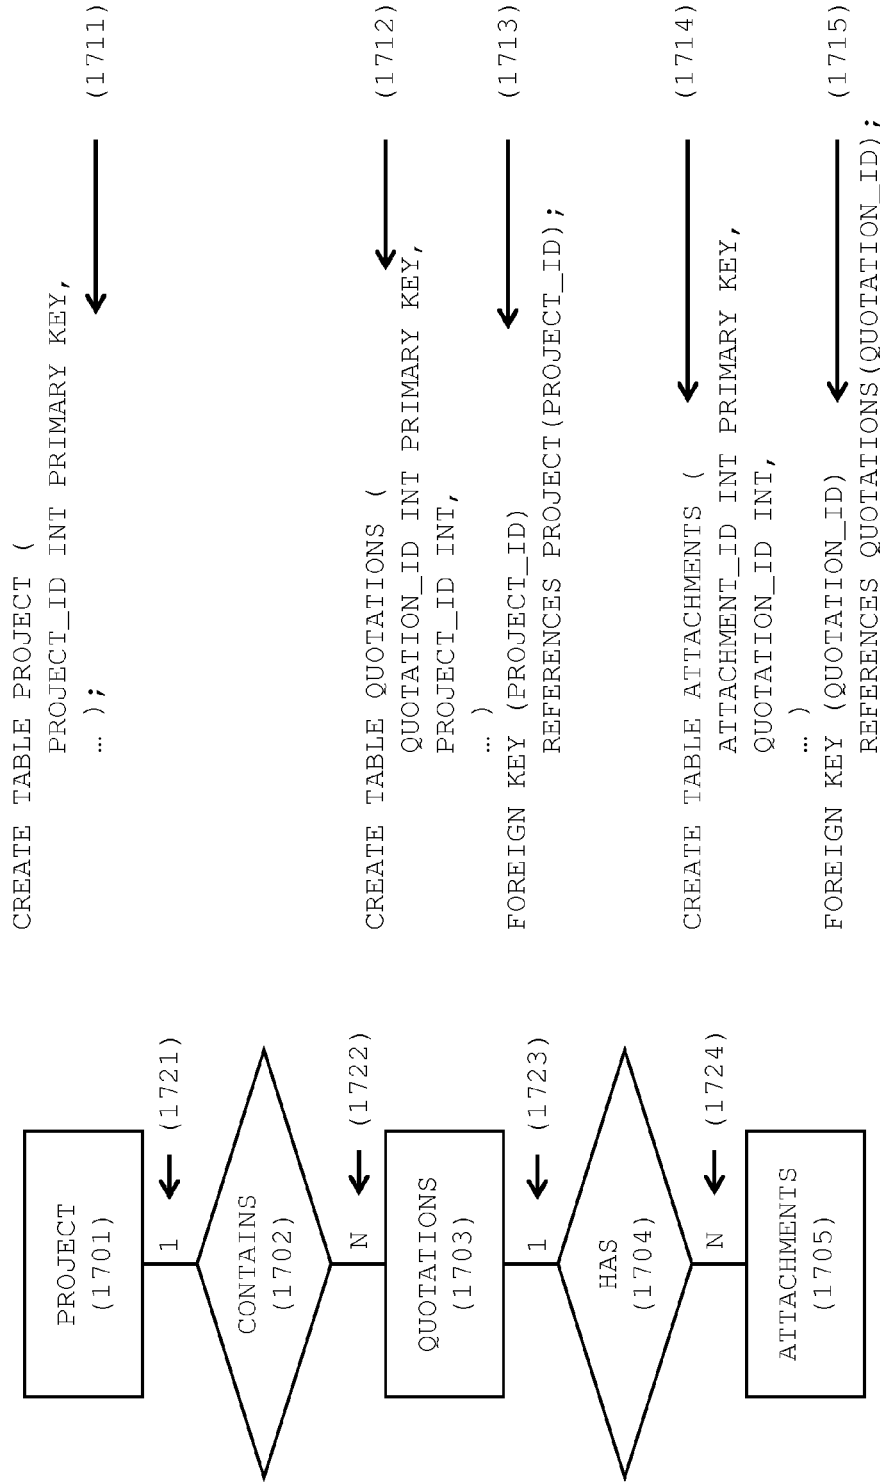 PROJECT
(1701)
1
(1721)
CONTAINS
(1702)
N
(1722)
QUOTATIONS
(1703)
1
(1723)
HAS
(1704)
N
(1724)
ATTACHMENTS
(1705)
CREATE TABLE PROJECT (
PROJECT_ID INT PRIMARY KEY,
… );
(1711)
CREATE TABLE QUOTATIONS (
QUOTATION_ID INT PRIMARY KEY,
PROJECT_ID INT,
… )
(1712)
FOREIGN KEY (PROJECT_ID)
REFERENCES PROJECT(PROJECT_ID);
(1713)
CREATE TABLE ATTACHMENTS (
ATTACHMENT_ID INT PRIMARY KEY,
QUOTATION_ID INT,
… )
(1714)
FOREIGN KEY (QUOTATION_ID)
REFERENCES QUOTATIONS(QUOTATION_ID);
(1715)